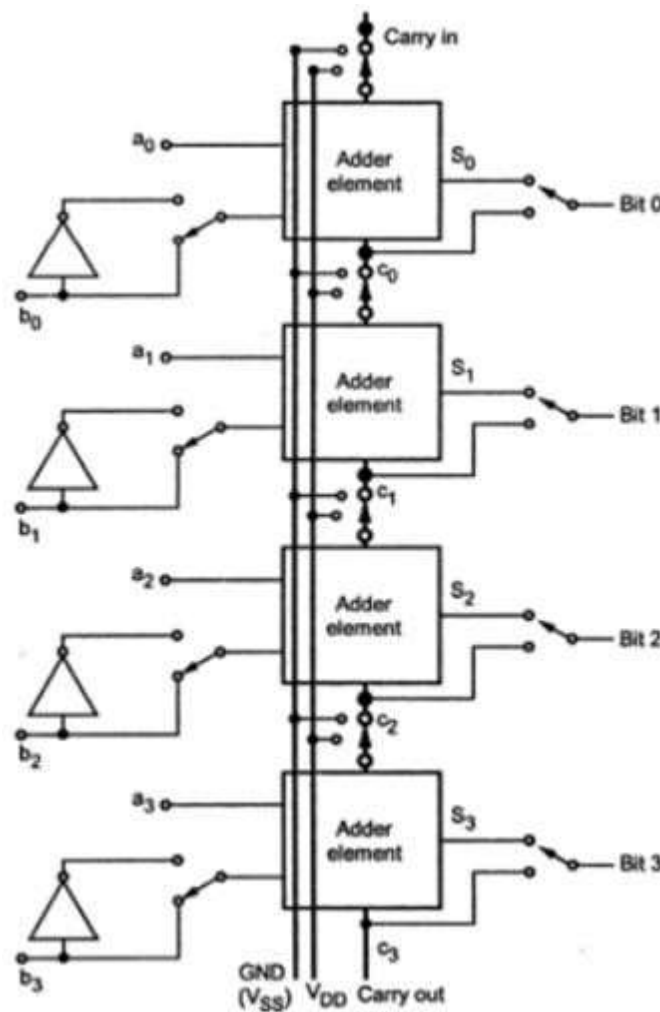 Carry in
a0
Adder
element
S0
Bit 0
b0
c0
a1
Adder
element
S1
Bit 1
b1
c1
a2
Adder
element
S2
Bit 2
b2
c2
a3
Adder
element
S3
Bit 3
b3
c3
GND
(VSS)
VDD
Carry out